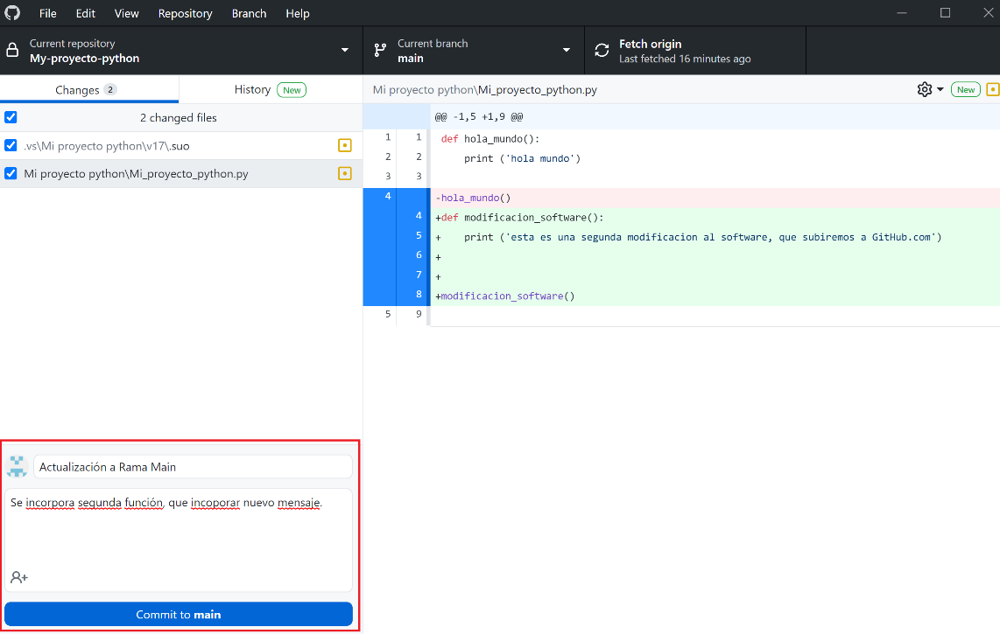 File Edit View Repository Branch Help
Current repository
My-proyecto-python
Current branch
main
Fetch origin
Last fetched 16 minutes ago
Changes 2
History New
2 changed files
.vs\Mi proyecto python\v17\.suo
Mi proyecto python\Mi_proyecto_python.py
Mi proyecto python\Mi_proyecto_python.py New
@@ -1,5 +1,9 @@
1 1 def hola_mundo():
2 2 print ('hola mundo')
3 3
4 -hola_mundo()
4 +def modificacion_software():
5 + print ('esta es una segunda modificacion al software, que subiremos a GitHub.com')
6 +
7 +
8 +modificacion_software()
5 9
Actualización a Rama Main
Se incorpora segunda función, que incoporar nuevo mensaje.
Commit to main